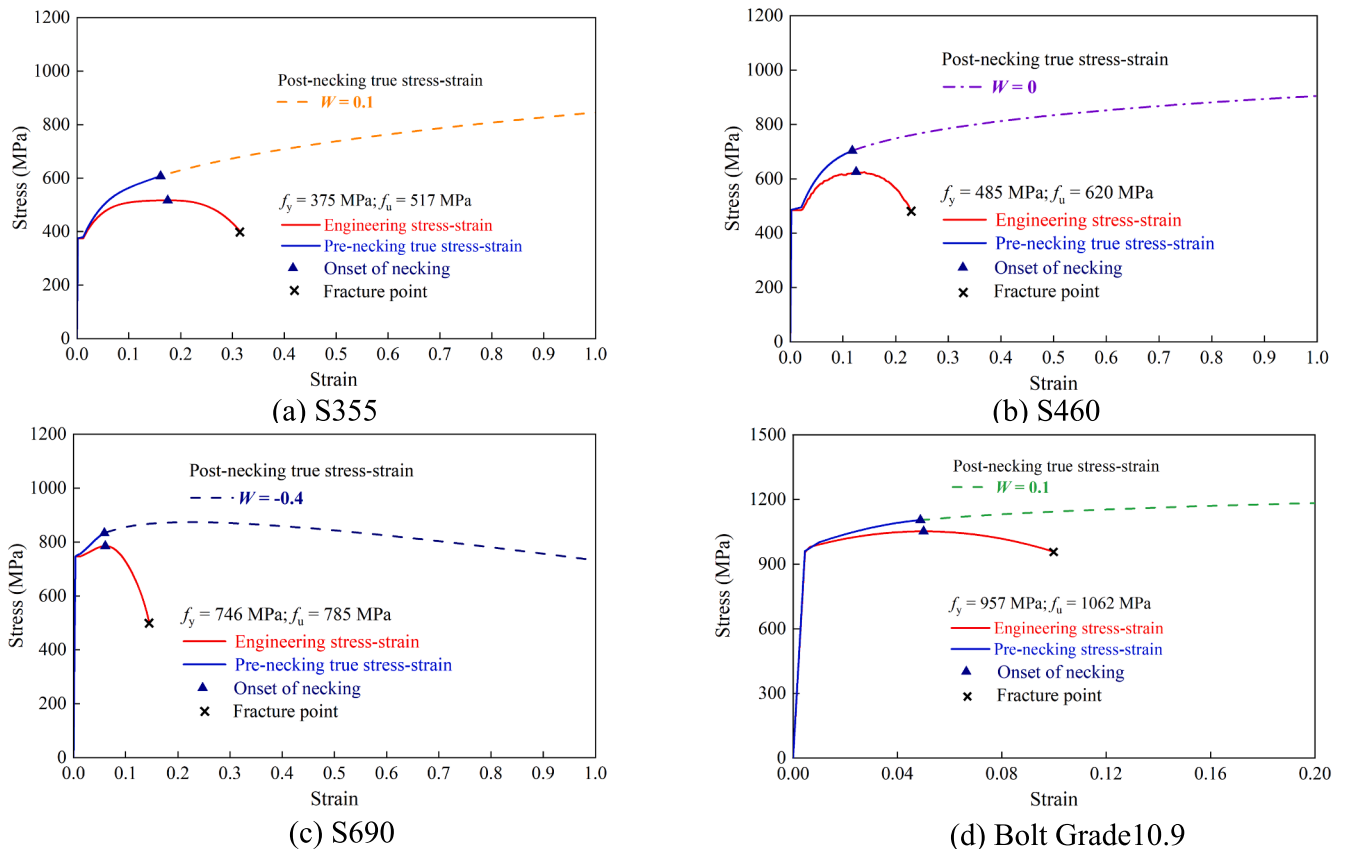 1200
1000
800
600
400
200
0
Stress (MPa)
Post-necking true stress-strain
W = 0.1
fy = 375 MPa; fu = 517 MPa
Engineering stress-strain
Pre-necking true stress-strain
Onset of necking
Fracture point
0.0 0.1 0.2 0.3 0.4 0.5 0.6 0.7 0.8 0.9 1.0
Strain
(a) S355
1200
1000
800
600
400
200
0
Stress (MPa)
Post-necking true stress-strain
W = 0
fy = 485 MPa; fu = 620 MPa
Engineering stress-strain
Pre-necking true stress-strain
Onset of necking
Fracture point
0.0 0.1 0.2 0.3 0.4 0.5 0.6 0.7 0.8 0.9 1.0
Strain
(b) S460
1200
1000
800
600
400
200
0
Stress (MPa)
Post-necking true stress-strain
W = -0.4
fy = 746 MPa; fu = 785 MPa
Engineering stress-strain
Pre-necking true stress-strain
Onset of necking
Fracture point
0.0 0.1 0.2 0.3 0.4 0.5 0.6 0.7 0.8 0.9 1.0
Strain
(c) S690
1500
1200
900
600
300
0
Stress (MPa)
Post-necking true stress-strain
W = 0.1
fy = 957 MPa; fu = 1062 MPa
Engineering stress-strain
Pre-necking true stress-strain
Onset of necking
Fracture point
0.00 0.04 0.08 0.12 0.16 0.20
Strain
(d) Bolt Grade10.9